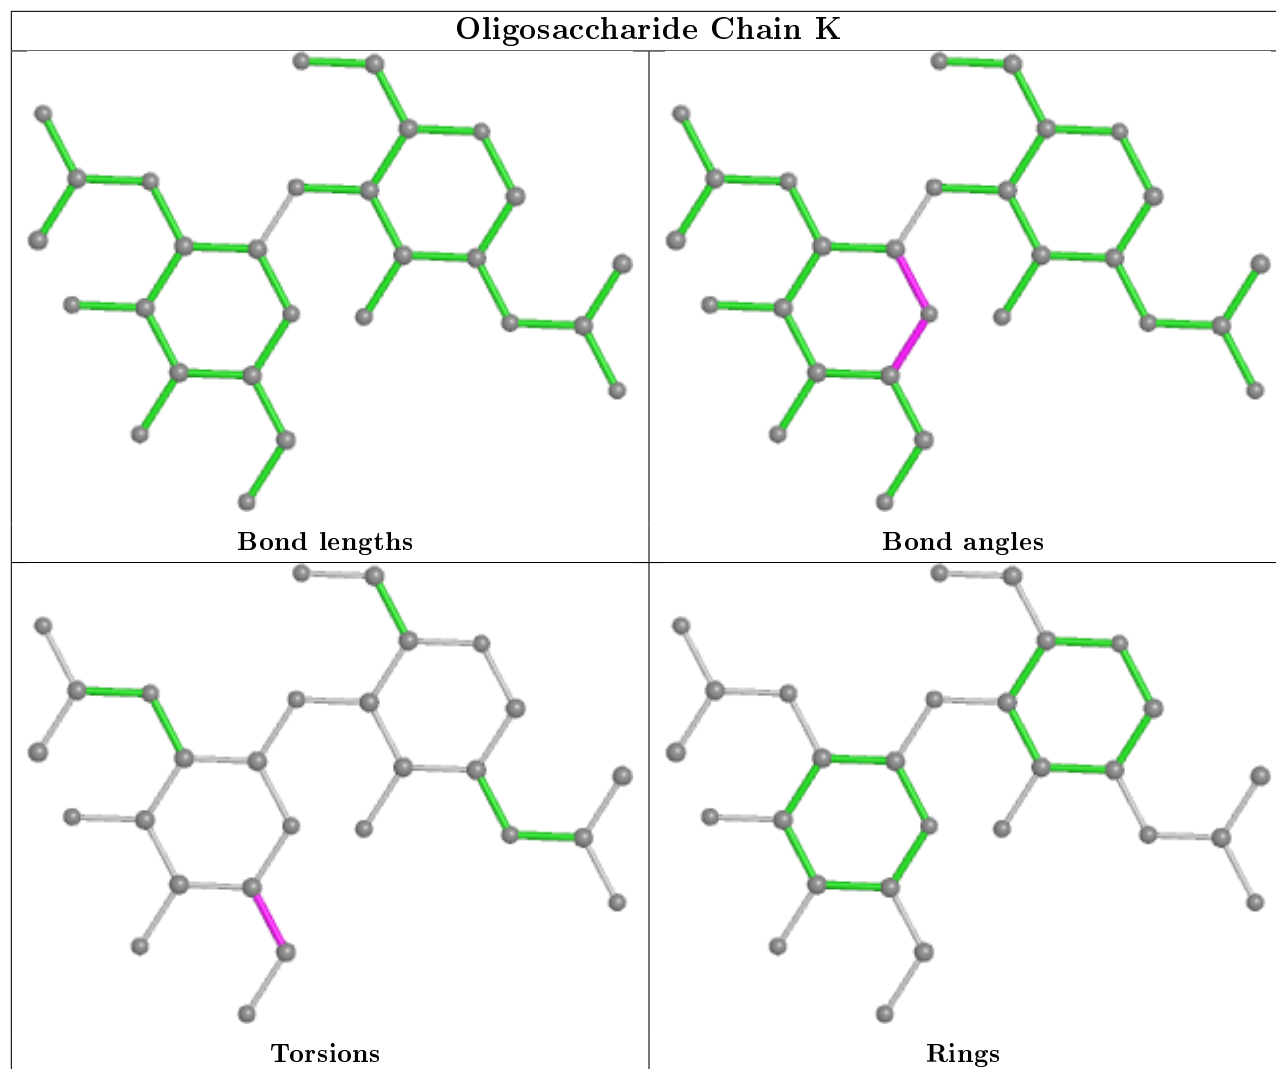 Oligosaccharide Chain K
Bond lengths
Bond angles
Torsions
Rings